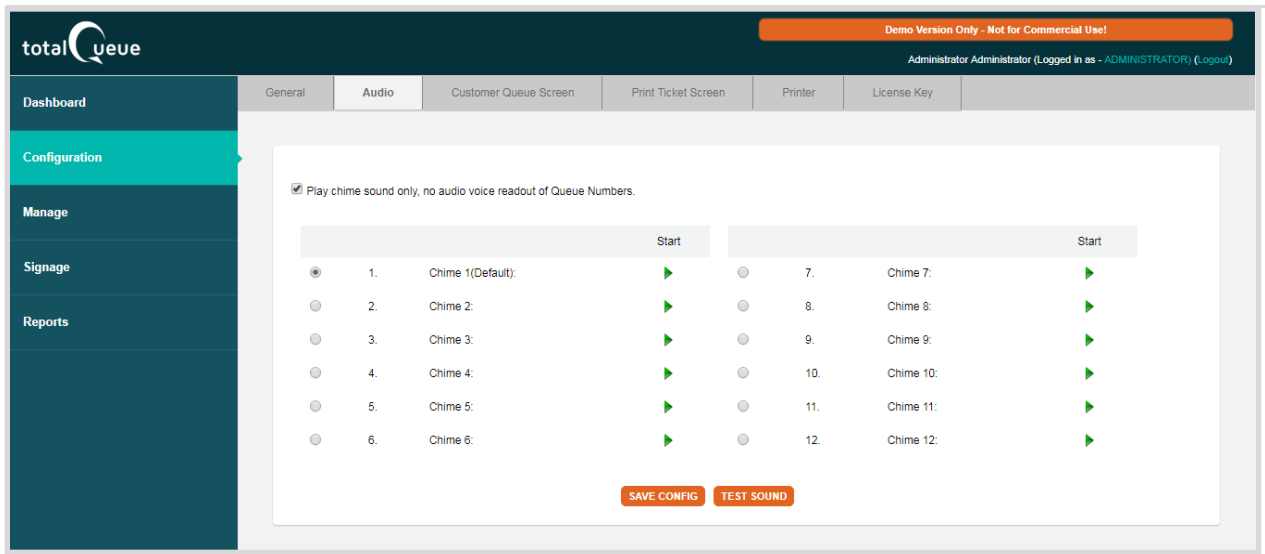 total Queue
Demo Version Only - Not for Commercial Use!
Administrator Administrator (Logged in as - ADMINISTRATOR) (Logout)
Dashboard
Configuration
Manage
Signage
Reports
General Audio Customer Queue Screen Print Ticket Screen Printer License Key
Play chime sound only, no audio voice readout of Queue Numbers.
Start Start
1. Chime 1(Default): 7. Chime 7:
2. Chime 2: 8. Chime 8:
3. Chime 3: 9. Chime 9:
4. Chime 4: 10. Chime 10:
5. Chime 5: 11. Chime 11:
6. Chime 6: 12. Chime 12:
SAVE CONFIG TEST SOUND